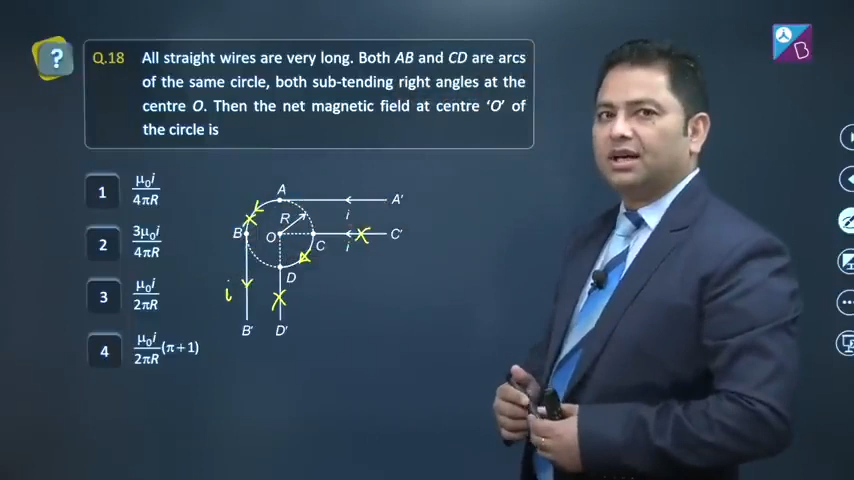 ?
Q.18 All straight wires are very long. Both AB and CD are arcs
of the same circle, both sub-tending right angles at the
centre O. Then the net magnetic field at centre ‘O’ of
the circle is
1 μ₀i/4πR
2 3μ₀i/4πR
3 μ₀i/2πR
4 μ₀i/2πR (π+1)
A A'
R i
B O C C'
i
D
i
B' D'
B